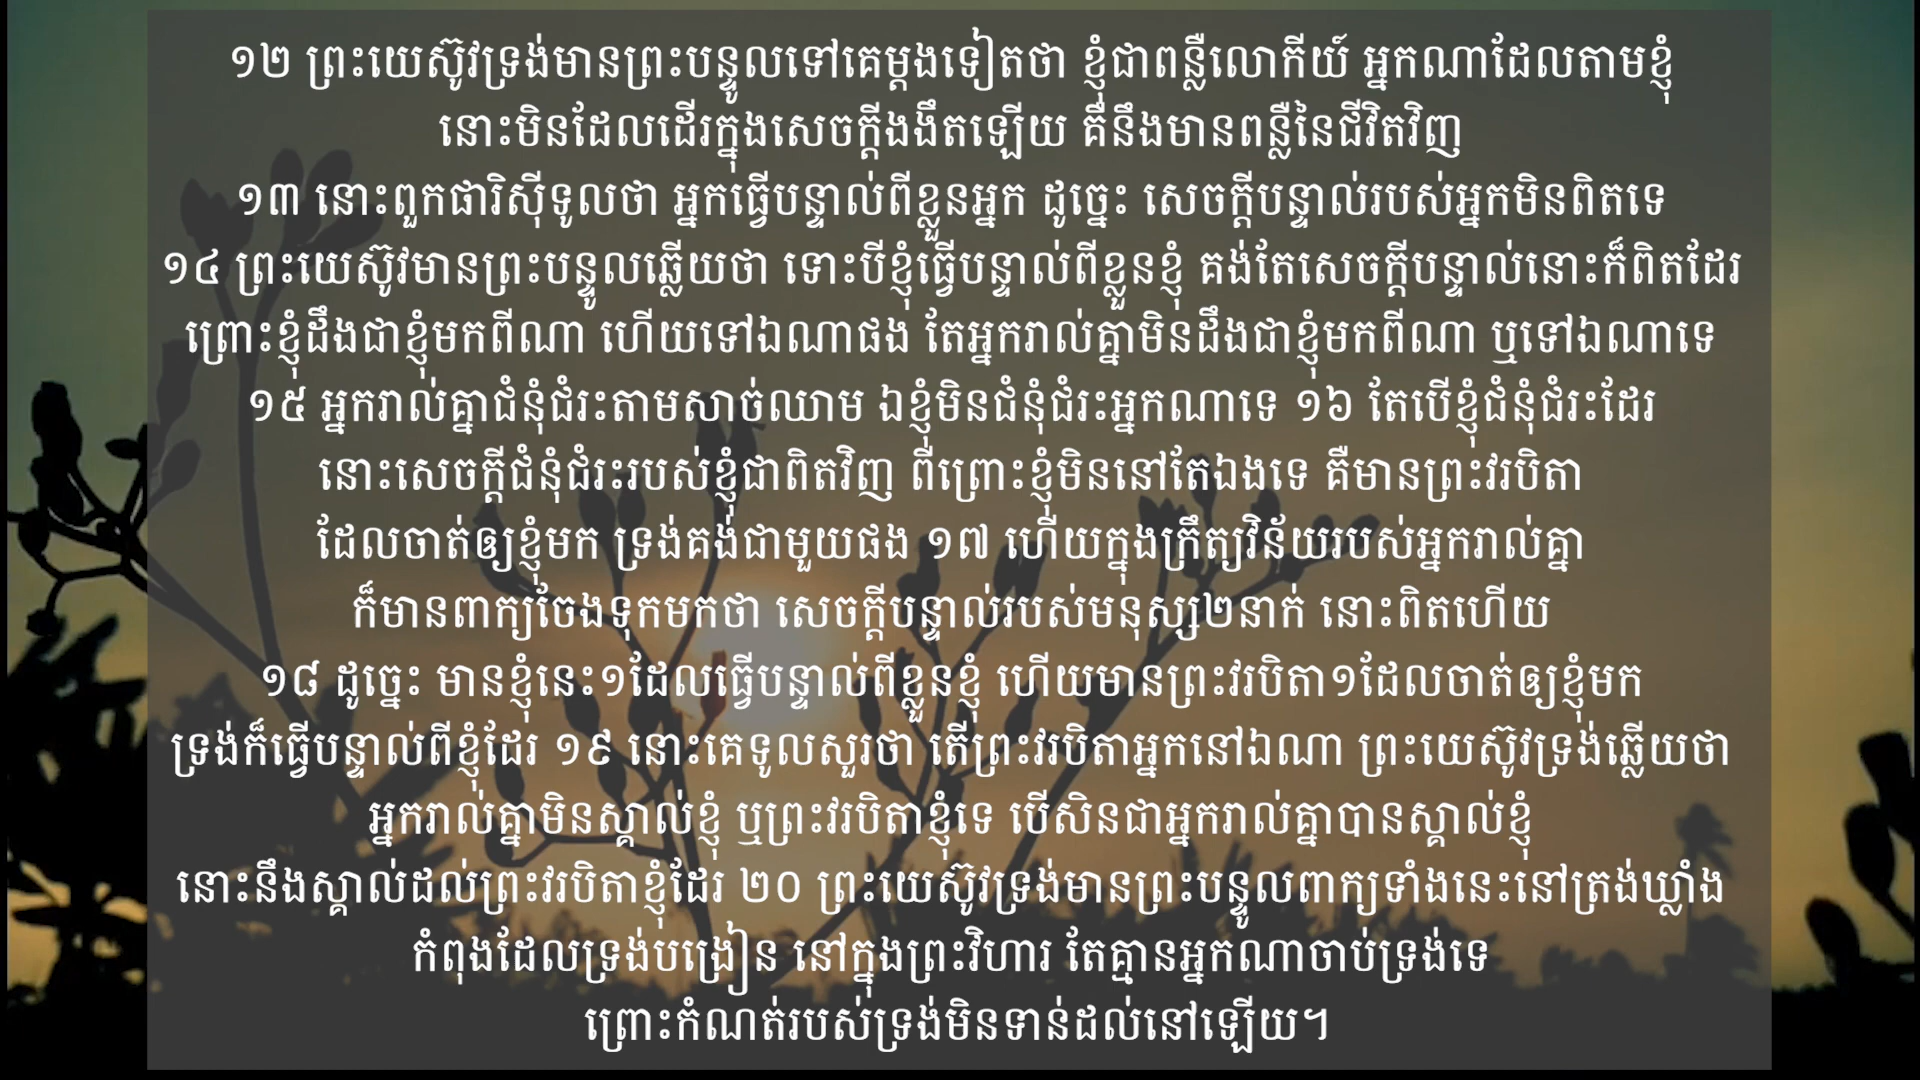 ១២ ព្រះយេស៊ូវទ្រង់មានព្រះបន្ទូលទៅគេម្តងទៀតថា ខ្ញុំជាពន្លឺលោកីយ៍ អ្នកណាដែលតាមខ្ញុំ
នោះមិនដែលដើរក្នុងសេចក្តីងងឹតឡើយ គឺនឹងមានពន្លឺនៃជីវិតវិញ
១៣ នោះពួកផារិស៊ីទូលថា អ្នកធ្វើបន្ទាល់ពីខ្លួនអ្នក ដូច្នេះ សេចក្តីបន្ទាល់របស់អ្នកមិនពិតទេ
១៤ ព្រះយេស៊ូវមានព្រះបន្ទូលឆ្លើយថា ទោះបីខ្ញុំធ្វើបន្ទាល់ពីខ្លួនខ្ញុំ គង់តែសេចក្តីបន្ទាល់នោះក៏ពិតដែរ
ព្រោះខ្ញុំដឹងជាខ្ញុំមកពីណា ហើយទៅឯណាផង តែអ្នករាល់គ្នាមិនដឹងជាខ្ញុំមកពីណា ឬទៅឯណាទេ
១៥ អ្នករាល់គ្នាជំនុំជំរះតាមសាច់ឈាម ឯខ្ញុំមិនជំនុំជំរះអ្នកណាទេ ១៦ តែបើខ្ញុំជំនុំជំរះដែរ
នោះសេចក្តីជំនុំជំរះរបស់ខ្ញុំជាពិតវិញ ពីព្រោះខ្ញុំមិននៅតែឯងទេ គឺមានព្រះវរបិតា
ដែលចាត់ឲ្យខ្ញុំមក ទ្រង់គង់ជាមួយផង ១៧ ហើយក្នុងក្រឹត្យវិន័យរបស់អ្នករាល់គ្នា
ក៏មានពាក្យចែងទុកមកថា សេចក្តីបន្ទាល់របស់មនុស្ស២នាក់ នោះពិតហើយ
១៨ ដូច្នេះ មានខ្ញុំនេះ១ដែលធ្វើបន្ទាល់ពីខ្លួនខ្ញុំ ហើយមានព្រះវរបិតា១ដែលចាត់ឲ្យខ្ញុំមក
ទ្រង់ក៏ធ្វើបន្ទាល់ពីខ្ញុំដែរ ១៩ នោះគេទូលសួរថា តើព្រះវរបិតាអ្នកនៅឯណា ព្រះយេស៊ូវទ្រង់ឆ្លើយថា
អ្នករាល់គ្នាមិនស្គាល់ខ្ញុំ ឬព្រះវរបិតាខ្ញុំទេ បើសិនជាអ្នករាល់គ្នាបានស្គាល់ខ្ញុំ
នោះនឹងស្គាល់ដល់ព្រះវរបិតាខ្ញុំដែរ ២០ ព្រះយេស៊ូវទ្រង់មានព្រះបន្ទូលពាក្យទាំងនេះនៅត្រង់ឃ្លាំង
កំពុងដែលទ្រង់បង្រៀន នៅក្នុងព្រះវិហារ តែគ្មានអ្នកណាចាប់ទ្រង់ទេ
ព្រោះកំណត់របស់ទ្រង់មិនទាន់ដល់នៅឡើយ។